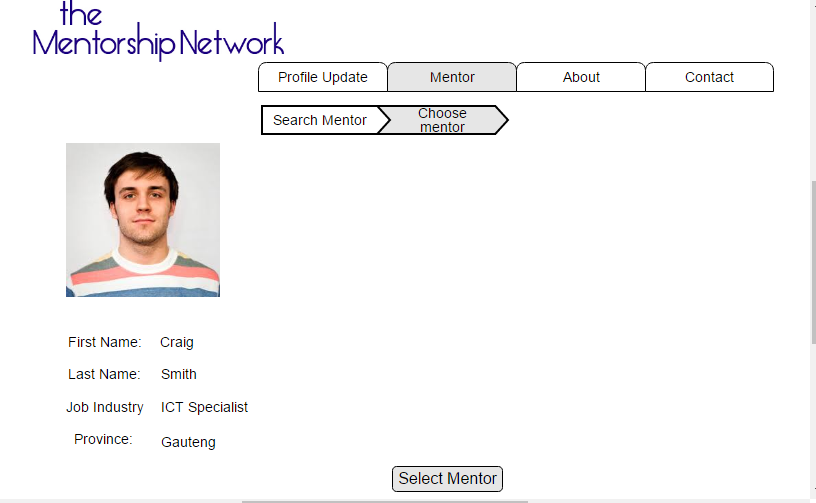 the
Mentorship Network
Profile Update Mentor About Contact
Search Mentor Choose
mentor
First Name: Craig
Last Name: Smith
Job Industry ICT Specialist
Province: Gauteng
Select Mentor